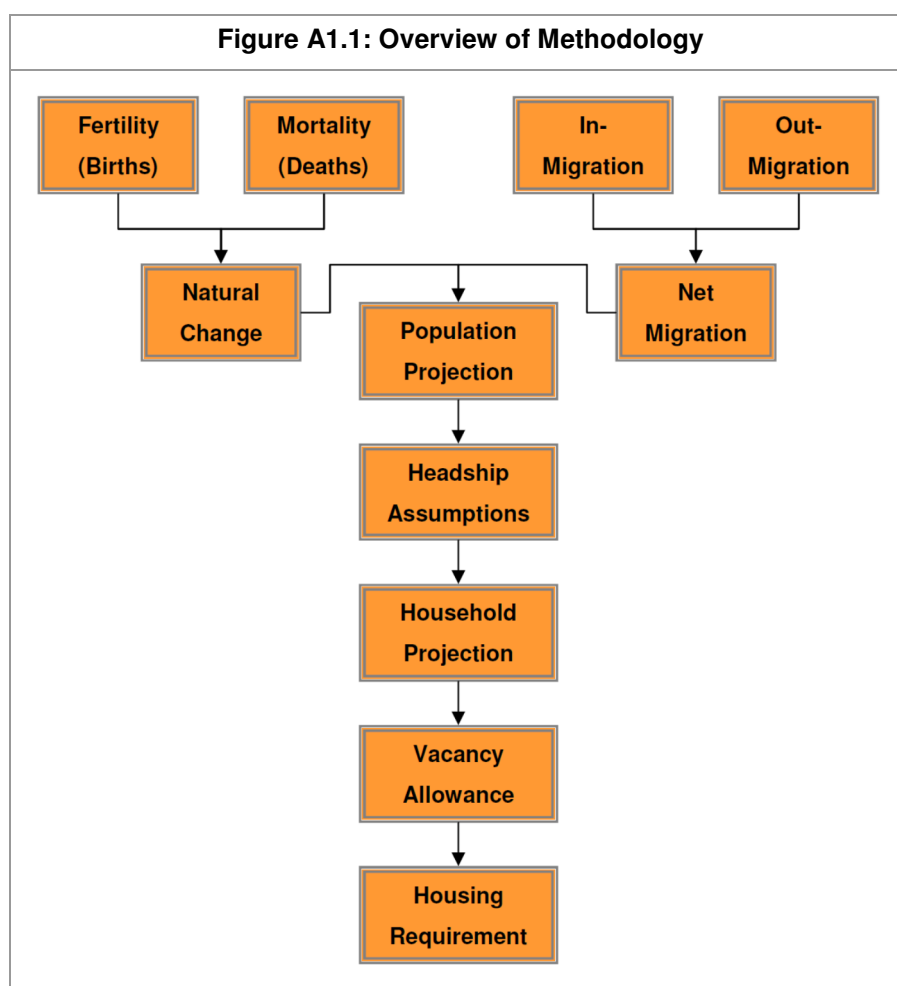 Figure A1.1: Overview of Methodology
Fertility
(Births)
Mortality
(Deaths)
In-
Migration
Out-
Migration
Natural
Change
Net
Migration
Population
Projection
Headship
Assumptions
Household
Projection
Vacancy
Allowance
Housing
Requirement